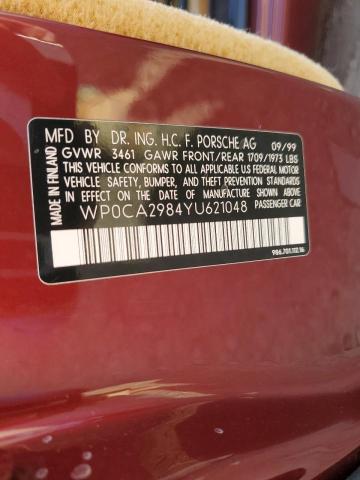 MFD BY DR. ING. H.C. F. PORSCHE AG 09/99
GVWR 3461 GAWR FRONT/REAR 1709/1973 LBS
THIS VEHICLE CONFORMS TO ALL APPLICABLE US FEDERAL MOTOR
VEHICLE SAFETY, BUMPER, AND THEFT PREVENTION STANDARDS
IN EFFECT ON THE DATE OF MANUFACTURE SHOWN ABOVE
WP0CA2984YU621048 PASSENGER CAR
MADE IN FINLAND
986.701.112.16